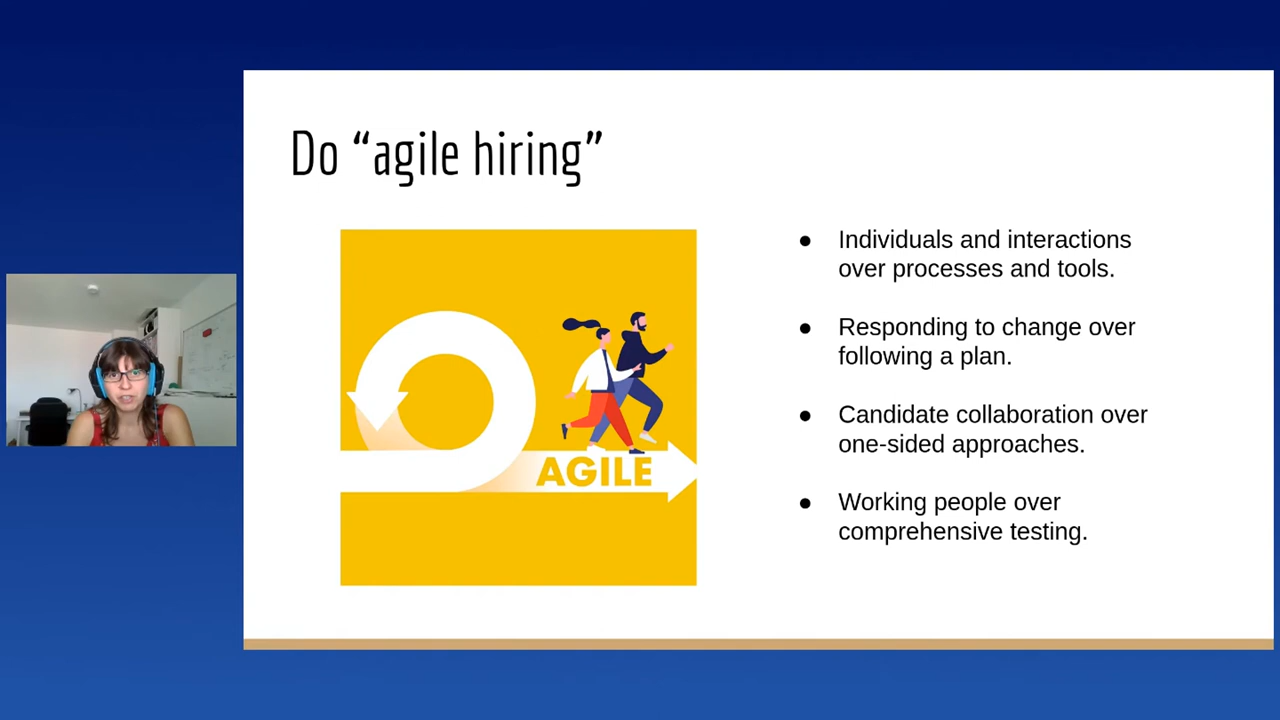 Do “agile hiring”
AGILE
● Individuals and interactions
over processes and tools.
● Responding to change over
following a plan.
● Candidate collaboration over
one-sided approaches.
● Working people over
comprehensive testing.